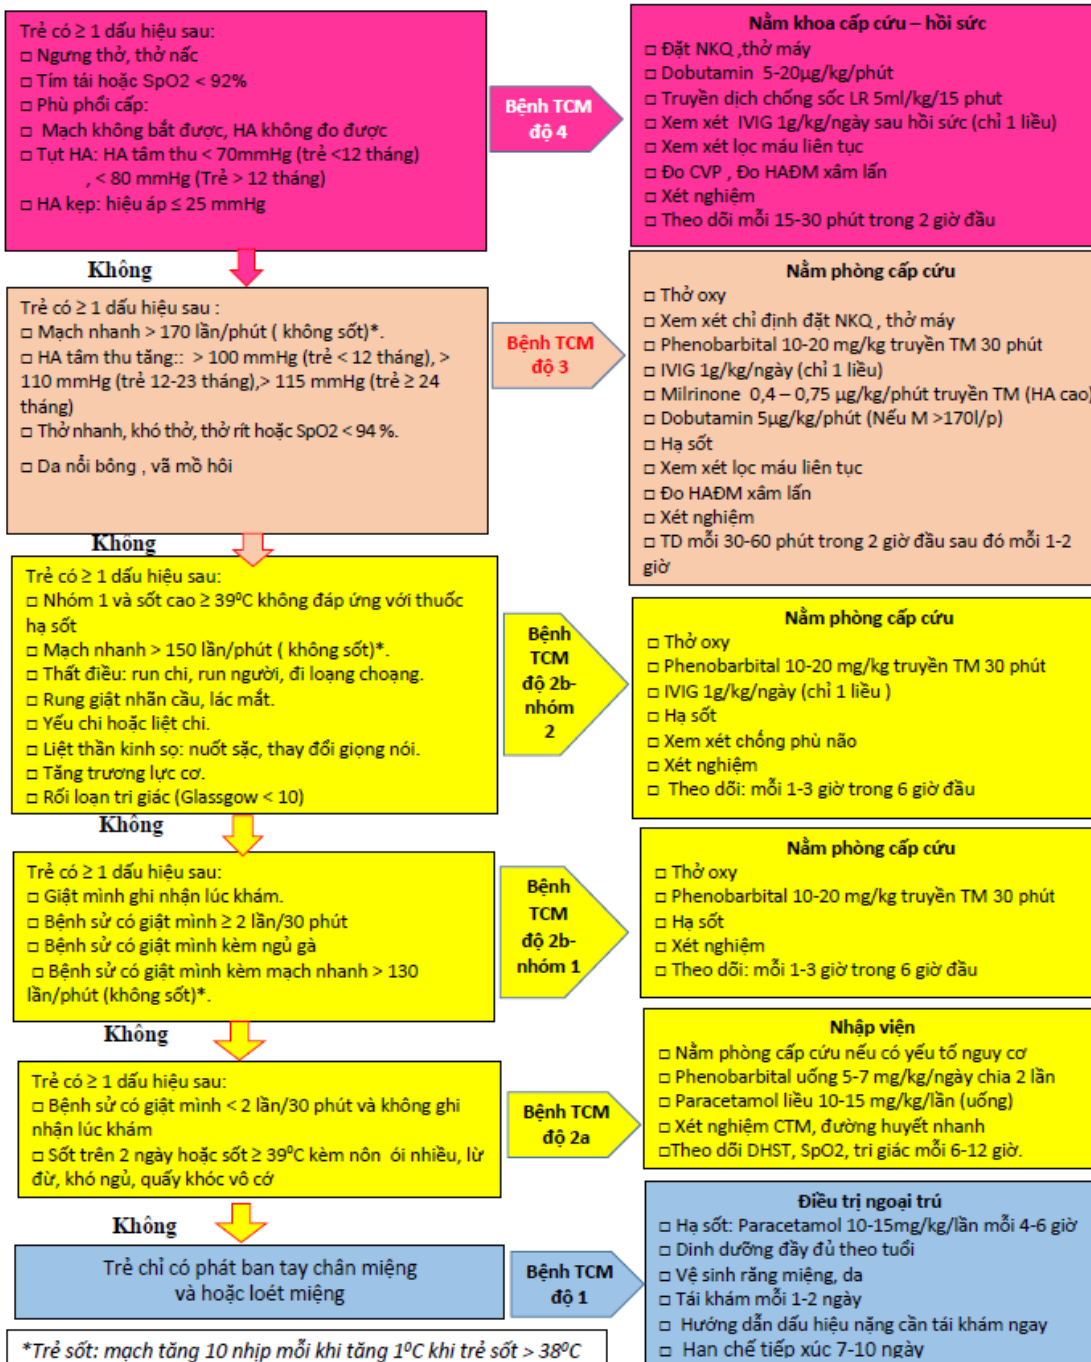 Trẻ có ≥ 1 dấu hiệu sau:
□ Ngưng thở, thở nấc
□ Tím tái hoặc SpO2 < 92%
□ Phù phổi cấp:
□ Mạch không bắt được, HA không đo được
□ Tụt HA: HA tâm thu < 70mmHg (trẻ <12 tháng)
, < 80 mmHg (Trẻ > 12 tháng)
□ HA kẹp: hiệu áp ≤ 25 mmHg
Bệnh TCM
độ 4
Nằm khoa cấp cứu – hồi sức
□ Đặt NKQ ,thở máy
□ Dobutamin 5-20µg/kg/phút
□ Truyền dịch chống sốc LR 5ml/kg/15 phut
□ Xem xét IVIG 1g/kg/ngày sau hồi sức (chỉ 1 liều)
□ Xem xét lọc máu liên tục
□ Đo CVP , Đo HAĐM xâm lấn
□ Xét nghiệm
□ Theo dõi mỗi 15-30 phút trong 2 giờ đầu
Không
Trẻ có ≥ 1 dấu hiệu sau :
□ Mạch nhanh > 170 lần/phút ( không sốt)*.
□ HA tâm thu tăng:: > 100 mmHg (trẻ < 12 tháng), >
110 mmHg (trẻ 12-23 tháng),> 115 mmHg (trẻ ≥ 24
tháng)
□ Thở nhanh, khó thở, thở rít hoặc SpO2 < 94 %.
□ Da nổi bông , vã mồ hôi
Bệnh TCM
độ 3
Nằm phòng cấp cứu
□ Thở oxy
□ Xem xét chỉ định đặt NKQ , thở máy
□ Phenobarbital 10-20 mg/kg truyền TM 30 phút
□ IVIG 1g/kg/ngày (chỉ 1 liều)
□ Milrinone 0,4 – 0,75 µg/kg/phút truyền TM (HA cao)
□ Dobutamin 5µg/kg/phút (Nếu M >170l/p)
□ Hạ sốt
□ Xem xét lọc máu liên tục
□ Đo HAĐM xâm lấn
□ Xét nghiệm
□ TD mỗi 30-60 phút trong 2 giờ đầu sau đó mỗi 1-2
giờ
Không
Trẻ có ≥ 1 dấu hiệu sau:
□ Nhóm 1 và sốt cao ≥ 39⁰C không đáp ứng với thuốc
hạ sốt
□ Mạch nhanh > 150 lần/phút ( không sốt)*.
□ Thất điều: run chi, run người, đi loạng choạng.
□ Rung giật nhãn cầu, lác mắt.
□ Yếu chi hoặc liệt chi.
□ Liệt thần kinh sọ: nuốt sặc, thay đổi giọng nói.
□ Tăng trương lực cơ.
□ Rối loạn tri giác (Glassgow < 10)
Bệnh
TCM
độ 2b-
nhóm
2
Nằm phòng cấp cứu
□ Thở oxy
□ Phenobarbital 10-20 mg/kg truyền TM 30 phút
□ IVIG 1g/kg/ngày (chỉ 1 liều )
□ Hạ sốt
□ Xem xét chống phù não
□ Xét nghiệm
□ Theo dõi: mỗi 1-3 giờ trong 6 giờ đầu
Không
Trẻ có ≥ 1 dấu hiệu sau:
□ Giật mình ghi nhận lúc khám.
□ Bệnh sử có giật mình ≥ 2 lần/30 phút
□ Bệnh sử có giật mình kèm ngủ gà
□ Bệnh sử có giật mình kèm mạch nhanh > 130
lần/phút (không sốt)*.
Bệnh
TCM
độ 2b-
nhóm 1
Nằm phòng cấp cứu
□ Thở oxy
□ Phenobarbital 10-20 mg/kg truyền TM 30 phút
□ Hạ sốt
□ Xét nghiệm
□ Theo dõi: mỗi 1-3 giờ trong 6 giờ đầu
Không
Trẻ có ≥ 1 dấu hiệu sau:
□ Bệnh sử có giật mình < 2 lần/30 phút và không ghi
nhận lúc khám
□ Sốt trên 2 ngày hoặc sốt ≥ 39⁰C kèm nôn ói nhiều, lừ
đừ, khó ngủ, quấy khóc vô cớ
Bệnh TCM
độ 2a
Nhập viện
□ Nằm phòng cấp cứu nếu có yếu tố nguy cơ
□ Phenobarbital uống 5-7 mg/kg/ngày chia 2 lần
□ Paracetamol liều 10-15 mg/kg/lần (uống)
□ Xét nghiệm CTM, đường huyết nhanh
□Theo dõi DHST, SpO2, tri giác mỗi 6-12 giờ.
Không
Trẻ chỉ có phát ban tay chân miệng
và hoặc loét miệng
Bệnh TCM
độ 1
Điều trị ngoại trú
□ Hạ sốt: Paracetamol 10-15mg/kg/lần mỗi 4-6 giờ
□ Dinh dưỡng đầy đủ theo tuổi
□ Vệ sinh răng miệng, da
□ Tái khám mỗi 1-2 ngày
□ Hướng dẫn dấu hiệu nặng cần tái khám ngay
□ Hạn chế tiếp xúc 7-10 ngày
*Trẻ sốt: mạch tăng 10 nhịp mỗi khi tăng 1⁰C khi trẻ sốt > 38⁰C